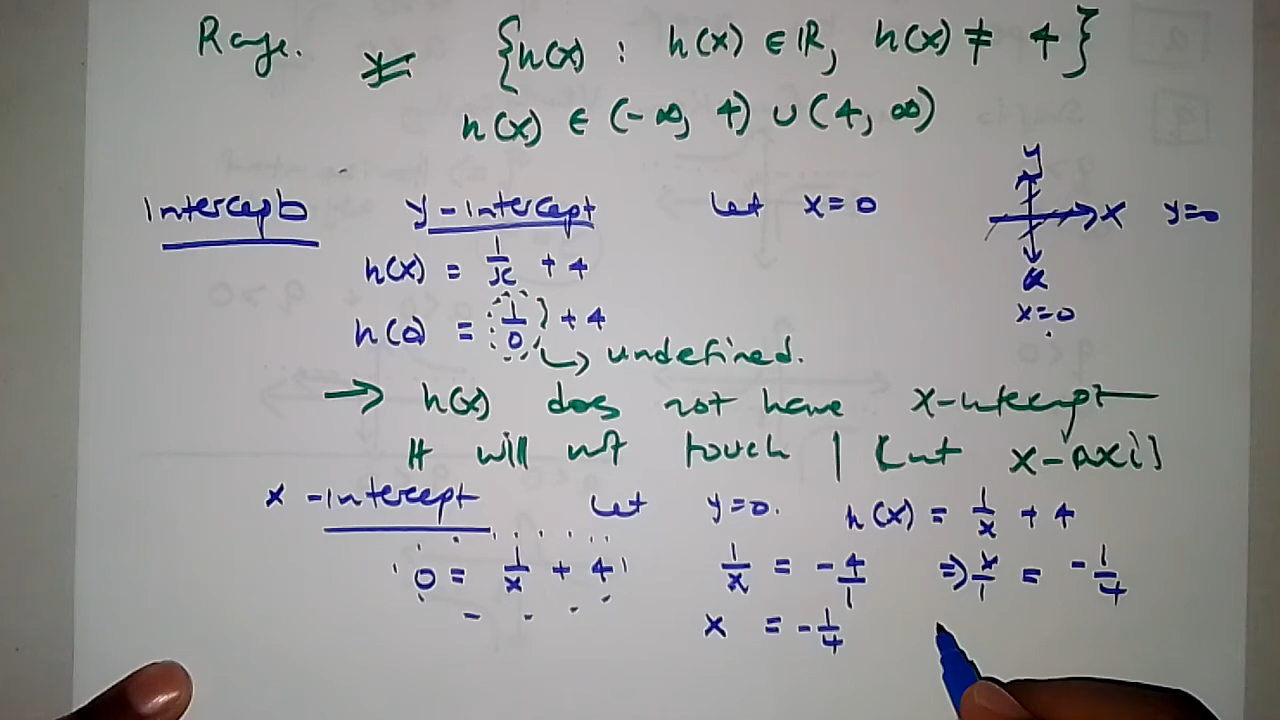 Range. {h(x) : h(x) ∈ ℝ, h(x) ≠ 4}
h(x) ∈ (-∞, 4) ∪ (4, ∞)
Intercepts y-intercept Let x=0
y
x y=0
x=0
h(x) = 1/x + 4
h(0) = (1/0) + 4
↳ undefined.
→ h(x) does not have x-intercept
It will not touch | cut x-axis
x-intercept Let y=0. h(x) = 1/x + 4
0 = 1/x + 4 1/x = -4/1 ⇒ x/1 = -1/4
x = -1/4